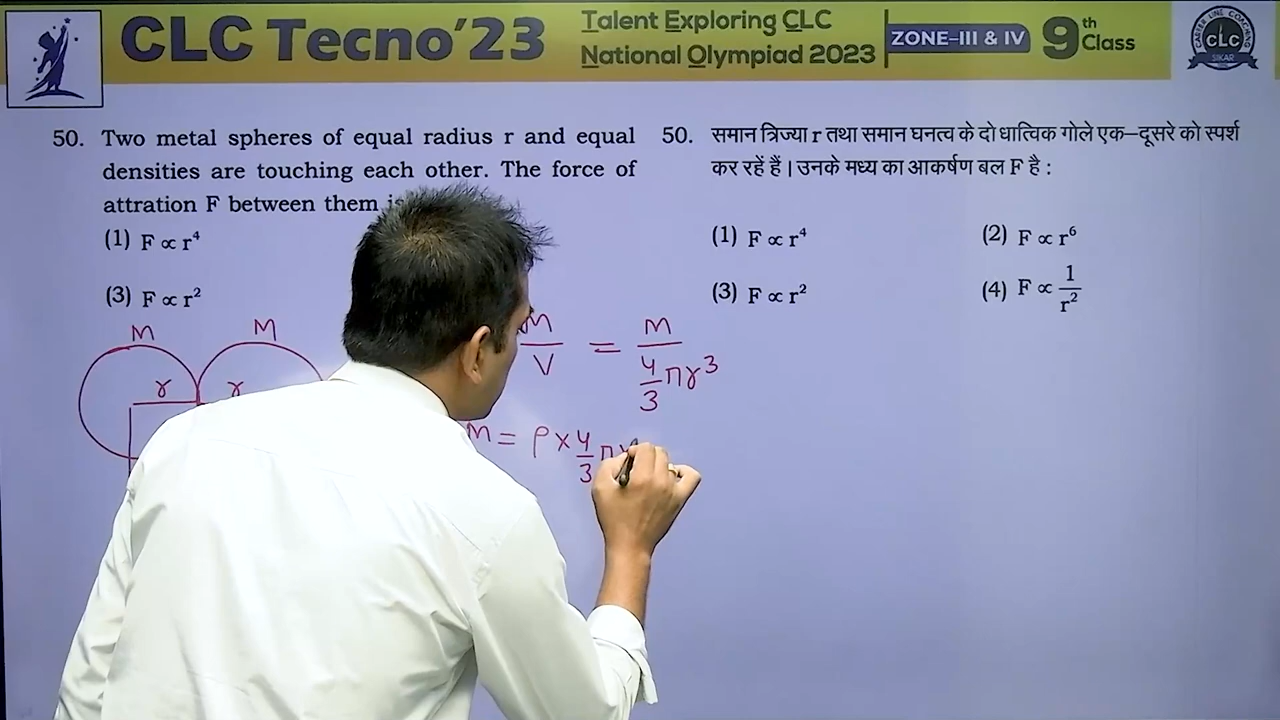 CLC Tecno'23
Talent Exploring CLC
National Olympiad 2023
ZONE-III & IV
9th Class
CLC
SIKAR
50. Two metal spheres of equal radius r and equal
densities are touching each other. The force of
attration F between them
(1) F ∝ r⁴
(3) F ∝ r²
50. समान त्रिज्या r तथा समान घनत्व के दो धात्विक गोले एक–दूसरे को स्पर्श
कर रहें हैं। उनके मध्य का आकर्षण बल F है :
(1) F ∝ r⁴ (2) F ∝ r⁶
(3) F ∝ r² (4) F ∝ 1/r²
M M
r r
M/V = M/(4/3 πr³)
M = ρ × 4/3 π